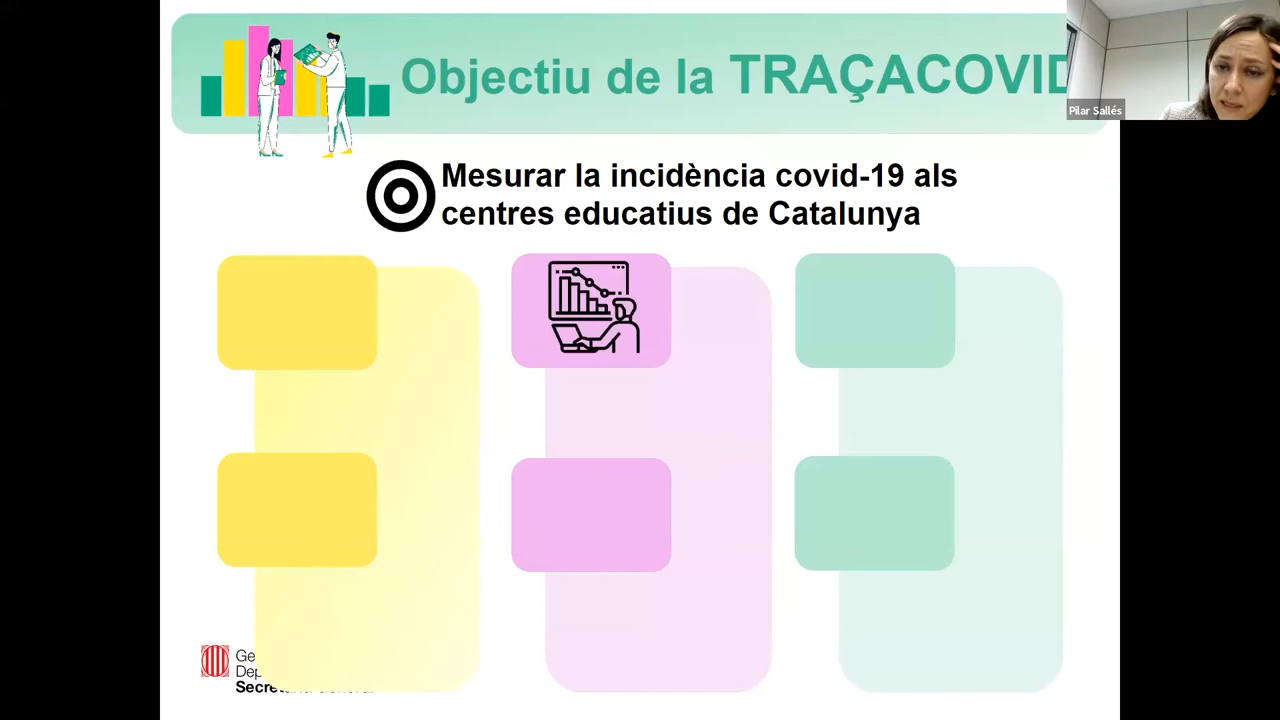 Objectiu de la TRAÇACOVID
Pilar Sallés
Mesurar la incidència covid-19 als
centres educatius de Catalunya